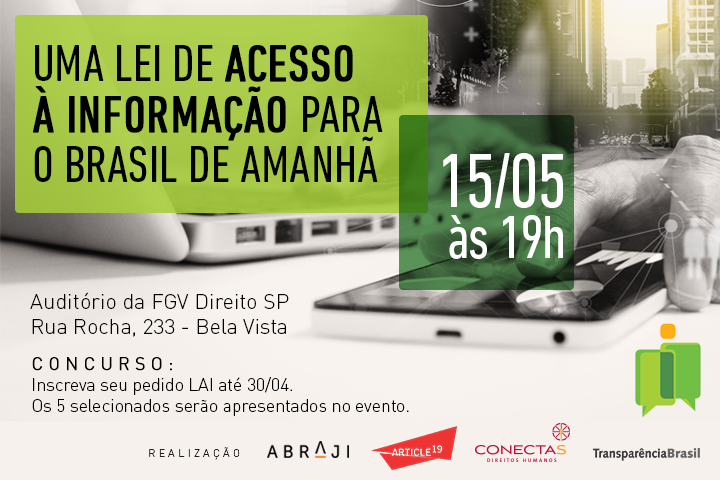 UMA LEI DE ACESSO
À INFORMAÇÃO PARA
O BRASIL DE AMANHÃ
15/05
às 19h
Auditório da FGV Direito SP
Rua Rocha, 233 - Bela Vista
CONCURSO:
Inscreva seu pedido LAI até 30/04.
Os 5 selecionados serão apresentados no evento.
REALIZAÇÃO
ABRAJI
ARTICLE 19
CONECTAS
DIREITOS HUMANOS
TransparênciaBrasil